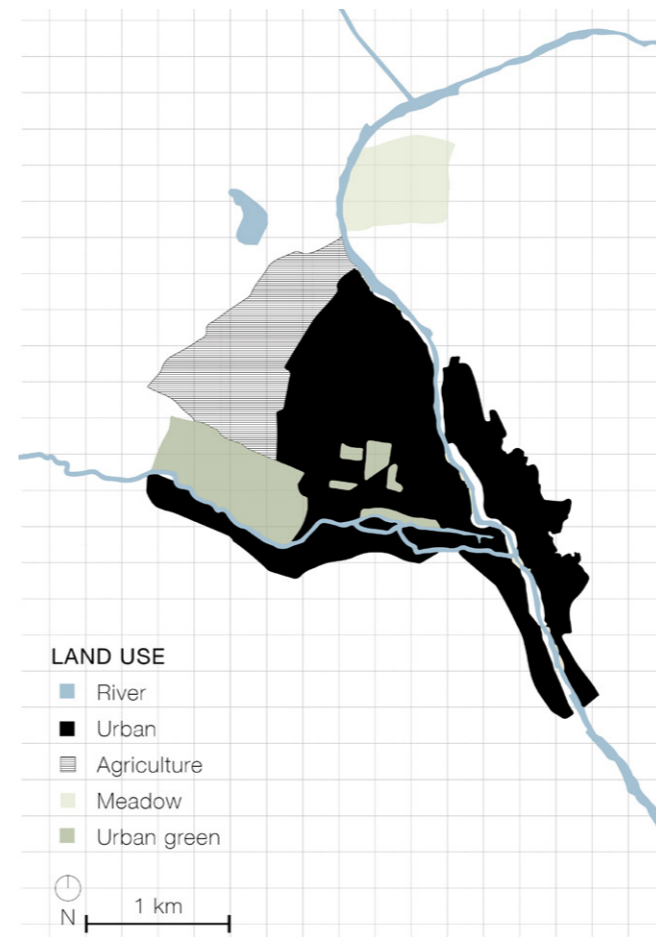 LAND USE
River
Urban
Agriculture
Meadow
Urban green
N
1 km